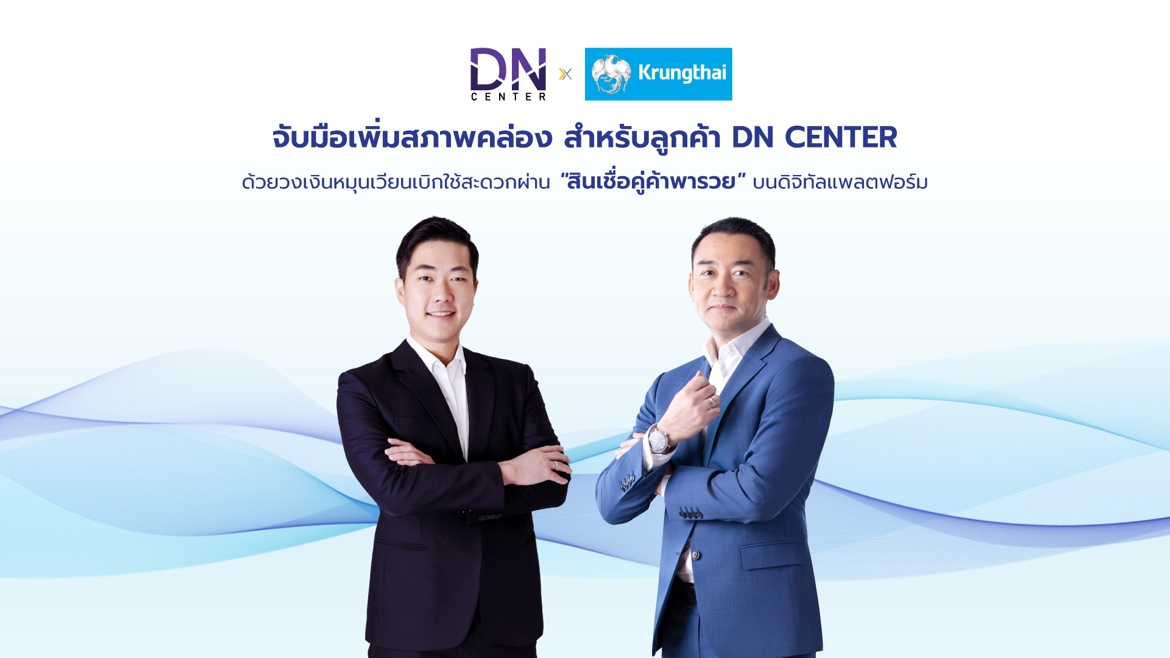 DN X Krungthai
CENTER
จับมือเพิ่มสภาพคล่อง สำหรับลูกค้า DN CENTER
ด้วยวงเงินหมุนเวียนเบิกใช้สะดวกผ่าน "สินเชื่อคู่ค้าพารวย" บนดิจิทัลแพลตฟอร์ม